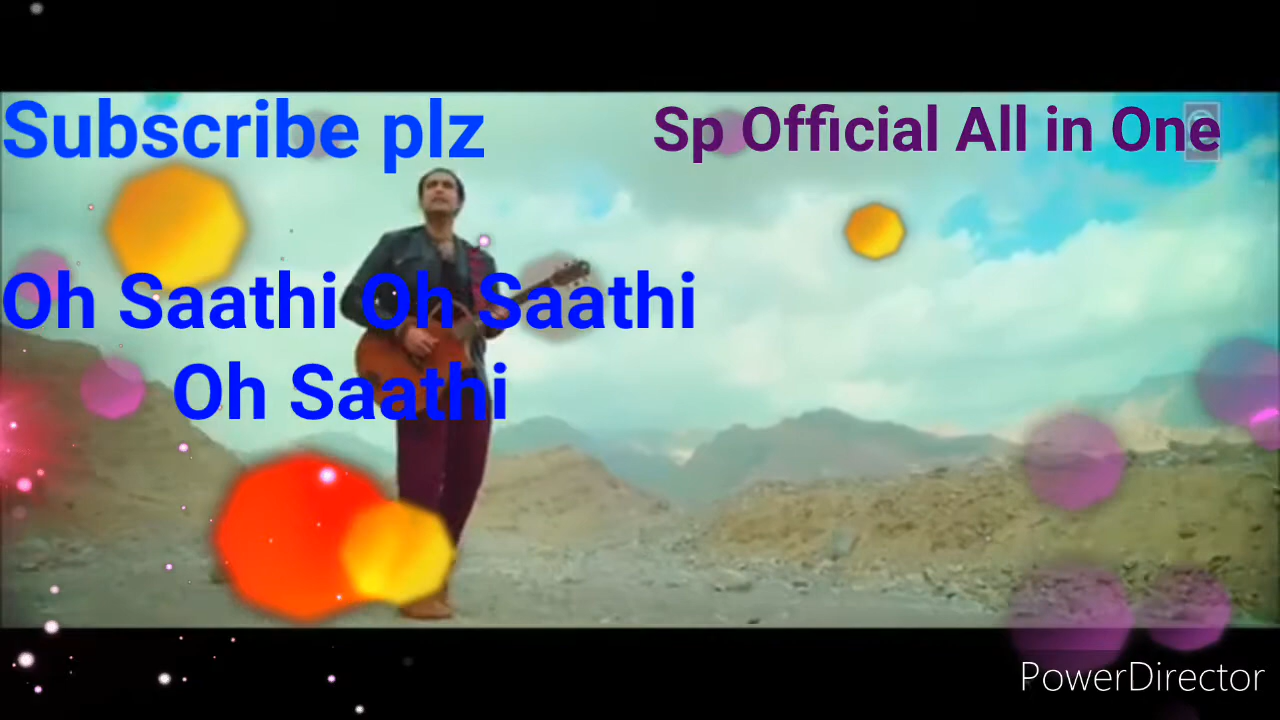 Subscribe plz
Sp Official All in One
Oh Saathi Oh Saathi
Oh Saathi
PowerDirector